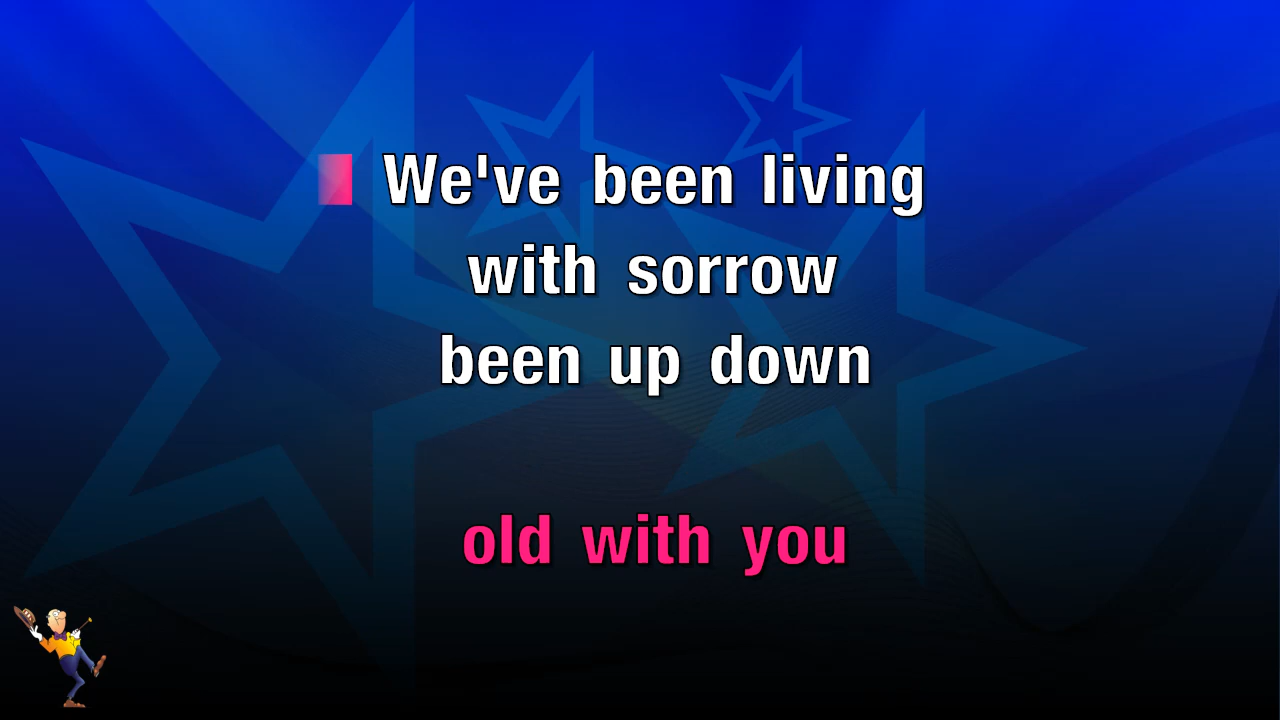 We've been living
with sorrow
been up down
old with you